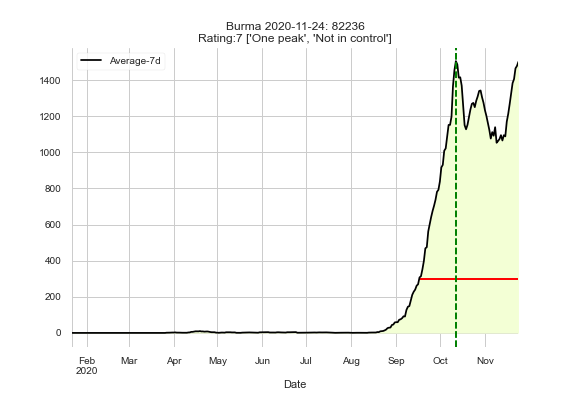 Burma 2020-11-24: 82236
Rating:7 ['One peak', 'Not in control']
Average-7d
1400
1200
1000
800
600
400
200
0
Feb Mar Apr May Jun Jul Aug Sep Oct Nov
2020
Date